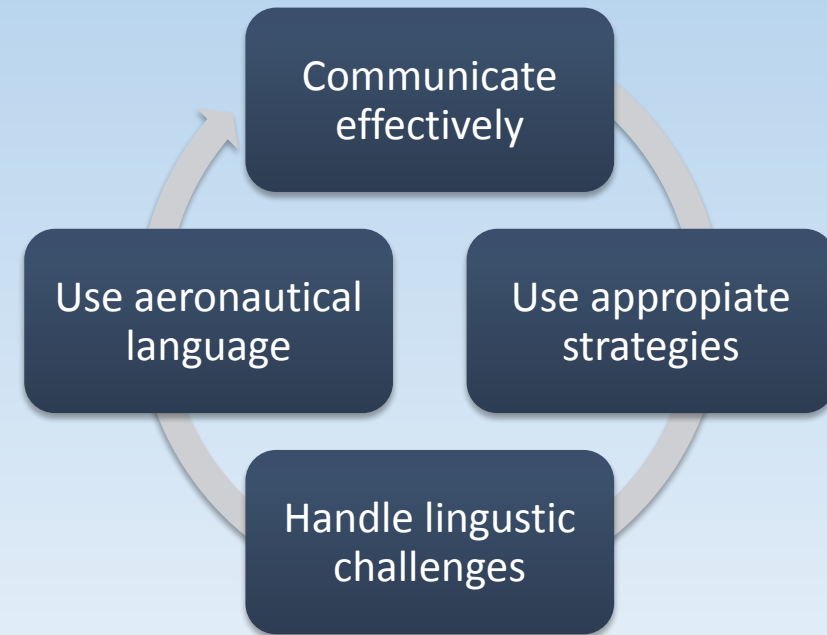 Communicate
effectively
Use appropiate
strategies
Handle lingustic
challenges
Use aeronautical
language